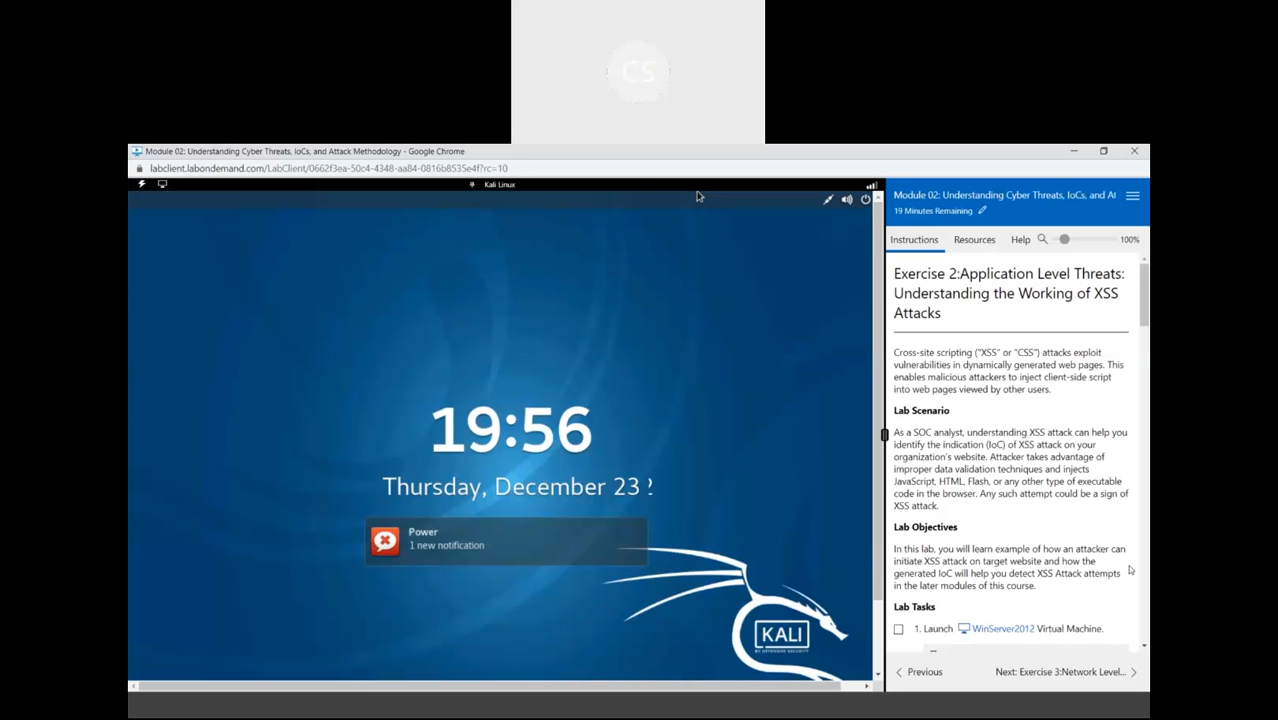 CS
Module 02: Understanding Cyber Threats, IoCs, and Attack Methodology - Google Chrome
labclient.labondemand.com/LabClient/0662f3ea-50c4-4348-aa84-0816b8535e4f?rc=10
Kali Linux
19:56
Thursday, December 23
Power
1 new notification
KALI
BY OFFENSIVE SECURITY
Module 02: Understanding Cyber Threats, IoCs, and At
19 Minutes Remaining
Instructions Resources Help 100%
Exercise 2:Application Level Threats:
Understanding the Working of XSS
Attacks
Cross-site scripting ("XSS" or "CSS") attacks exploit
vulnerabilities in dynamically generated web pages. This
enables malicious attackers to inject client-side script
into web pages viewed by other users.
Lab Scenario
As a SOC analyst, understanding XSS attack can help you
identify the indication (IoC) of XSS attack on your
organization's website. Attacker takes advantage of
improper data validation techniques and injects
JavaScript, HTML, Flash, or any other type of executable
code in the browser. Any such attempt could be a sign of
XSS attack.
Lab Objectives
In this lab, you will learn example of how an attacker can
initiate XSS attack on target website and how the
generated IoC will help you detect XSS Attack attempts
in the later modules of this course.
Lab Tasks
1. Launch WinServer2012 Virtual Machine.
Previous Next: Exercise 3:Network Level...